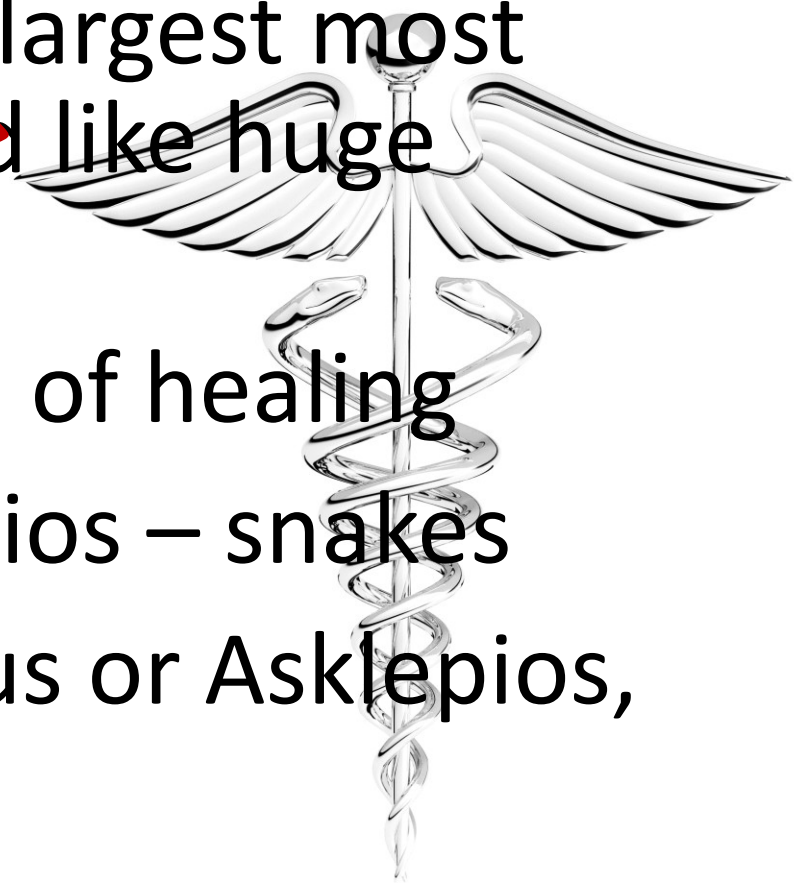 largest most
like huge
of healing
ios – snakes
us or Asklepios,